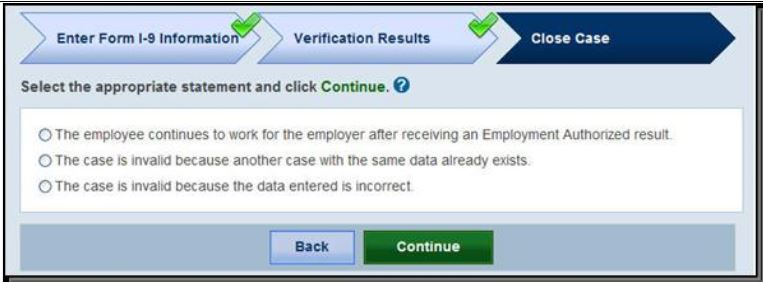 Enter Form I-9 Information
Verification Results
Close Case
Select the appropriate statement and click Continue. ?
The employee continues to work for the employer after receiving an Employment Authorized result.
The case is invalid because another case with the same data already exists.
The case is invalid because the data entered is incorrect.
Back
Continue